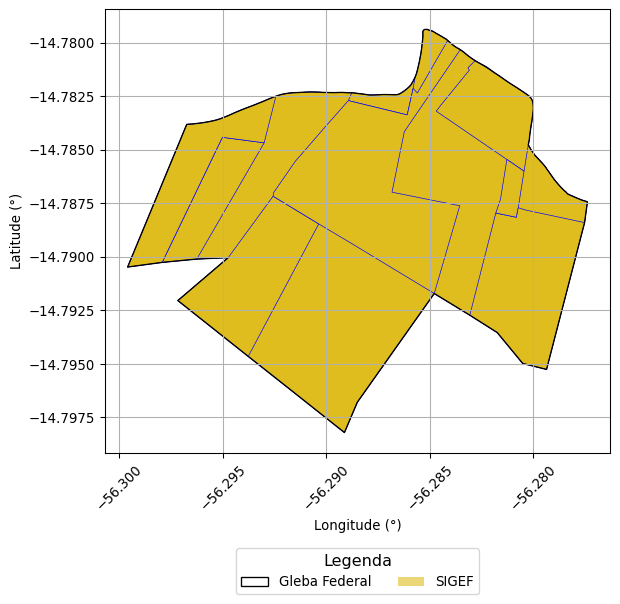 −14.7800
−14.7825
−14.7850
−14.7875
−14.7900
−14.7925
−14.7950
−14.7975
Latitude (°)
−56.300
−56.295
−56.290
−56.285
−56.280
Longitude (°)
Legenda
Gleba Federal
SIGEF